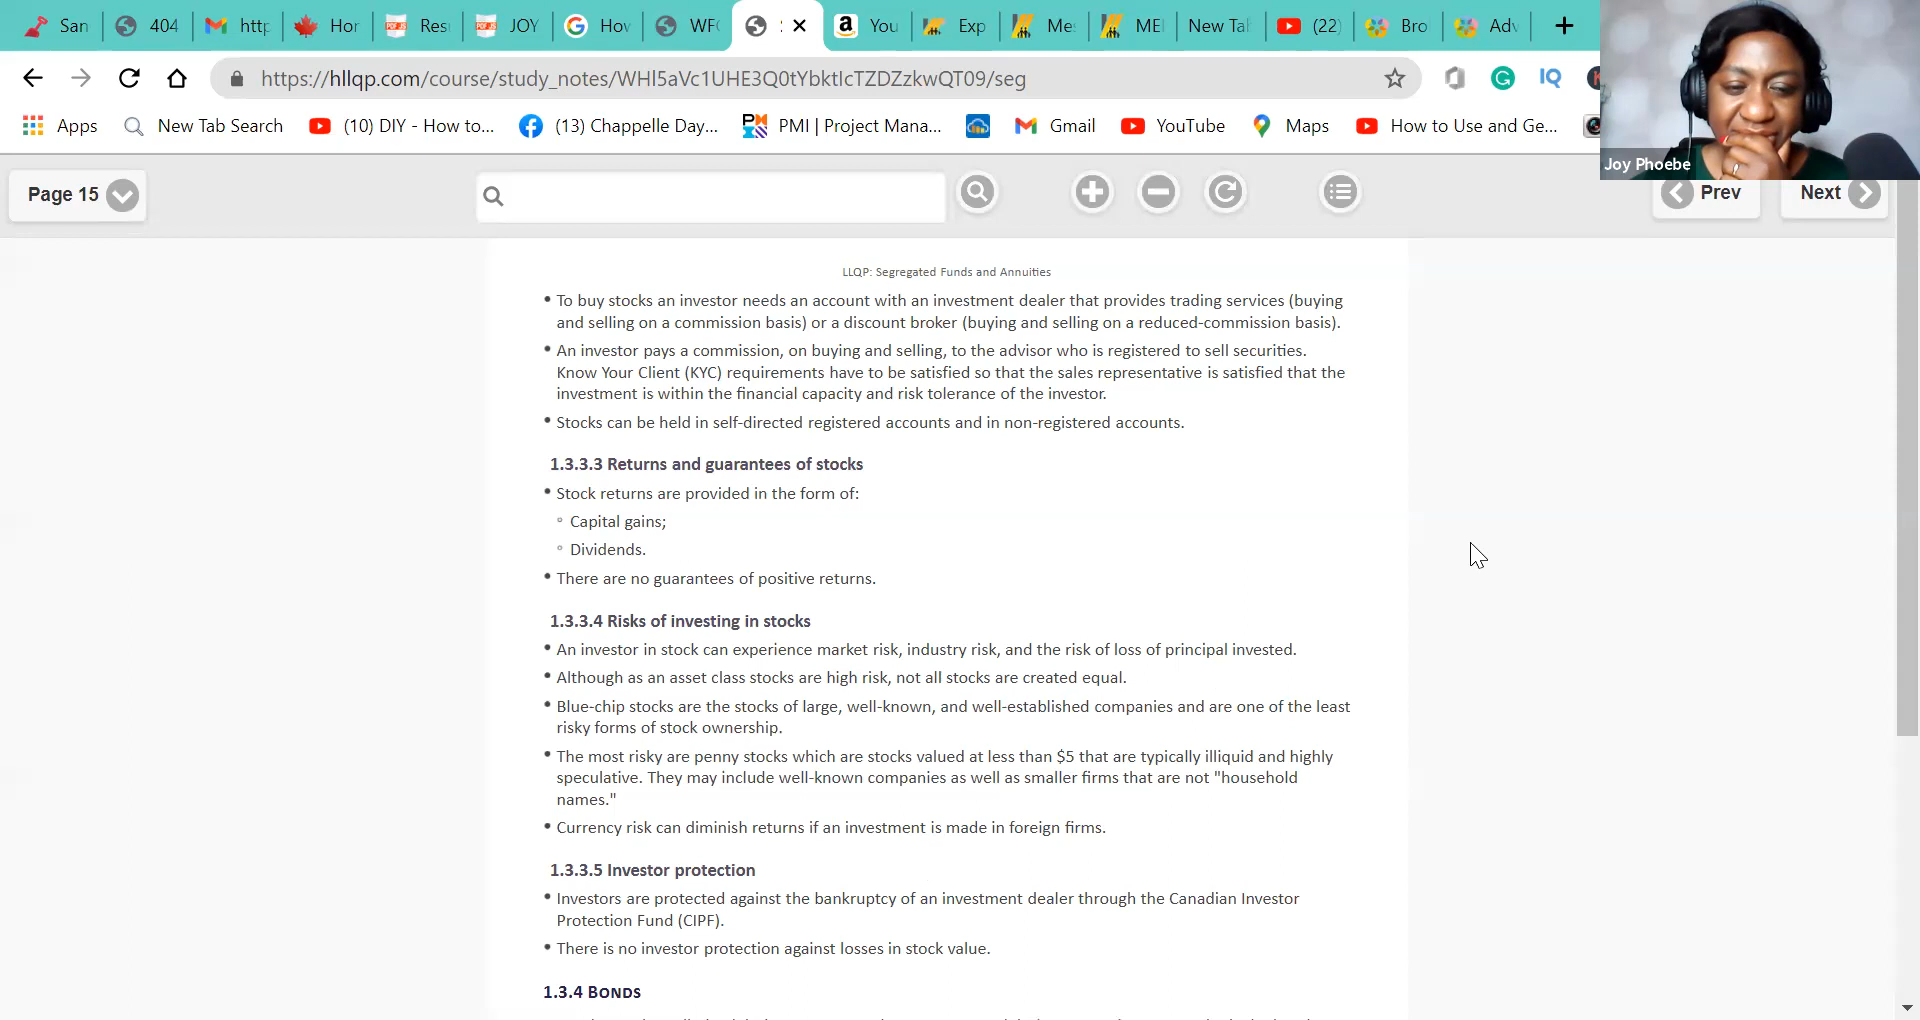 San
404
http
Hor
Res
JOY
Hov
WFG
You
Exp
Me
MEI
New Tab
(22)
Bro
Adv
https://hllqp.com/course/study_notes/WHl5aVc1UHE3Q0tYbktIcTZDZzkwQT09/seg
IQ
Apps
New Tab Search
(10) DIY - How to...
(13) Chappelle Day...
PMI | Project Mana...
Gmail
YouTube
Maps
How to Use and Ge...
Joy Phoebe
Page 15
Prev
Next
LLQP: Segregated Funds and Annuities
• To buy stocks an investor needs an account with an investment dealer that provides trading services (buying
and selling on a commission basis) or a discount broker (buying and selling on a reduced-commission basis).
• An investor pays a commission, on buying and selling, to the advisor who is registered to sell securities.
Know Your Client (KYC) requirements have to be satisfied so that the sales representative is satisfied that the
investment is within the financial capacity and risk tolerance of the investor.
• Stocks can be held in self-directed registered accounts and in non-registered accounts.
1.3.3.3 Returns and guarantees of stocks
• Stock returns are provided in the form of:
◦ Capital gains;
◦ Dividends.
• There are no guarantees of positive returns.
1.3.3.4 Risks of investing in stocks
• An investor in stock can experience market risk, industry risk, and the risk of loss of principal invested.
• Although as an asset class stocks are high risk, not all stocks are created equal.
• Blue-chip stocks are the stocks of large, well-known, and well-established companies and are one of the least
risky forms of stock ownership.
• The most risky are penny stocks which are stocks valued at less than $5 that are typically illiquid and highly
speculative. They may include well-known companies as well as smaller firms that are not "household
names."
• Currency risk can diminish returns if an investment is made in foreign firms.
1.3.3.5 Investor protection
• Investors are protected against the bankruptcy of an investment dealer through the Canadian Investor
Protection Fund (CIPF).
• There is no investor protection against losses in stock value.
1.3.4 BONDS